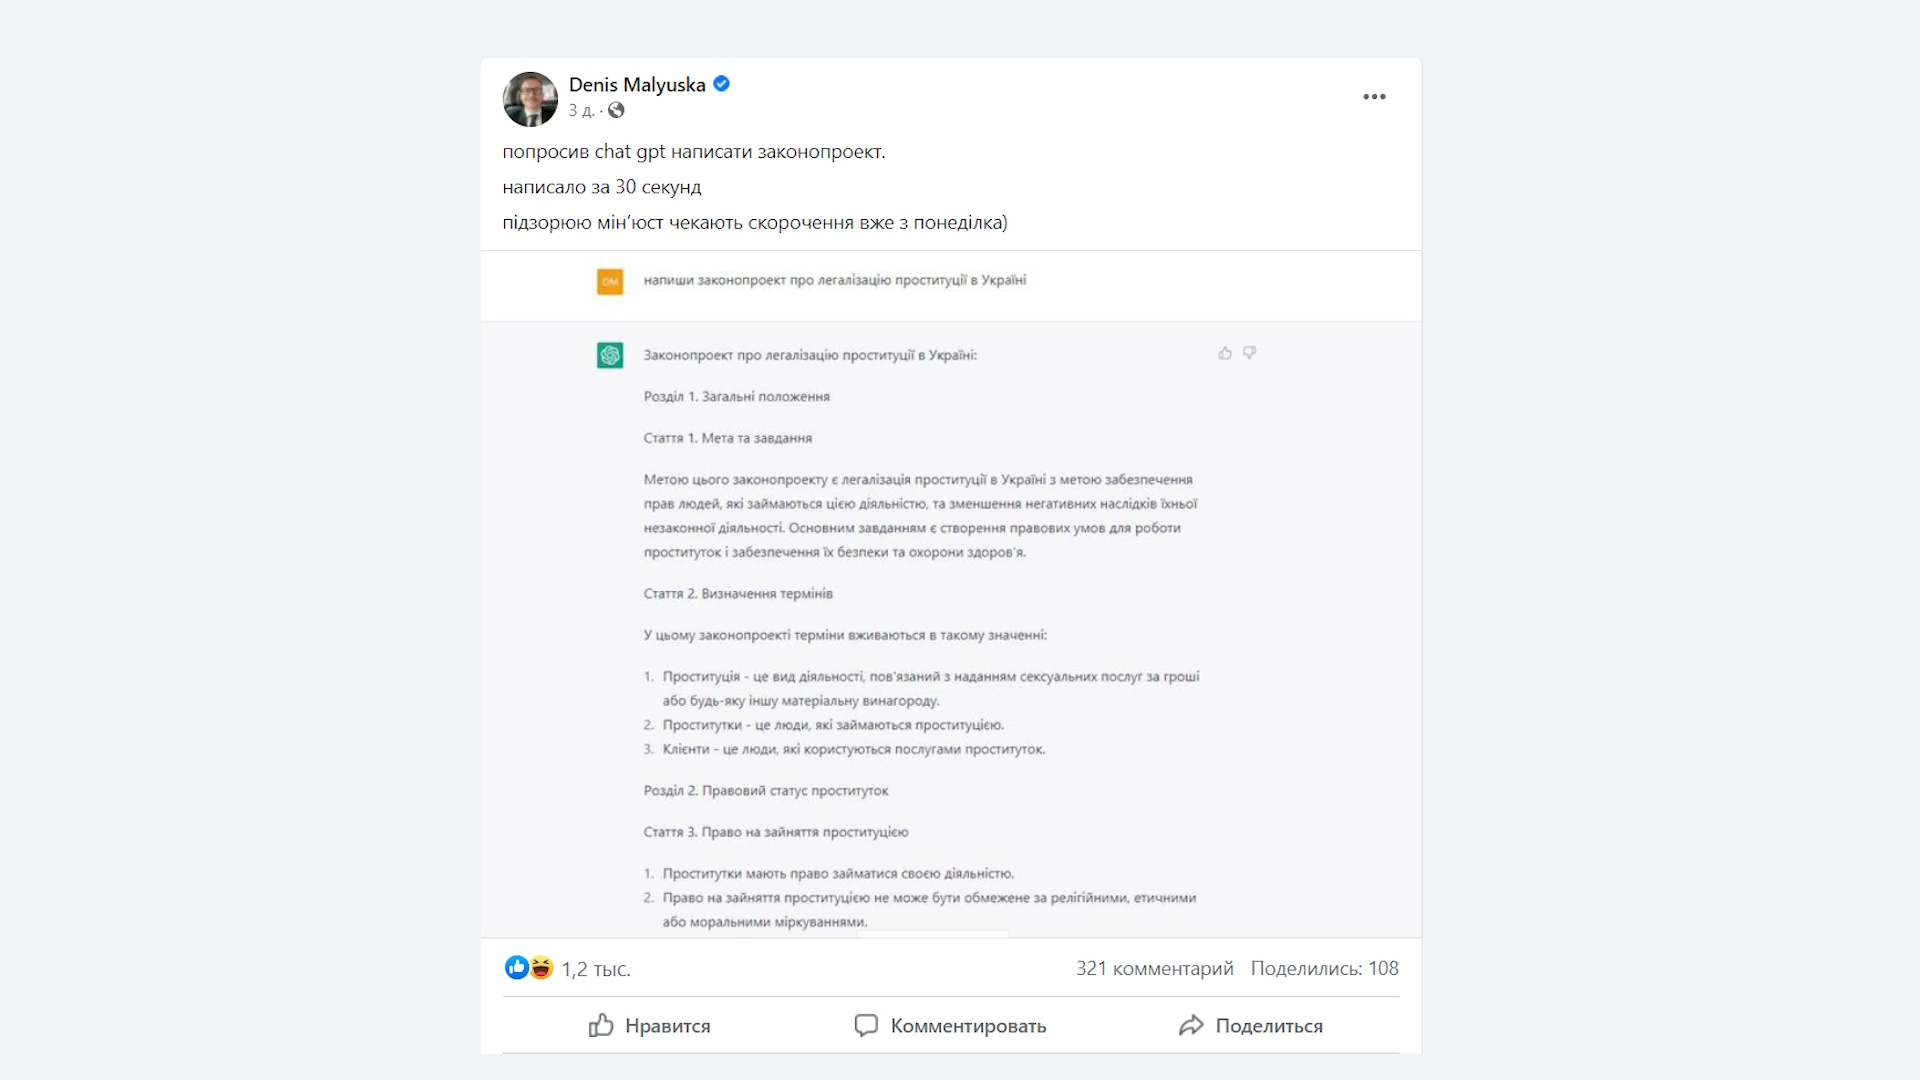 Denis Malyuska
3 д. ·
попросив chat gpt написати законопроект.
написало за 30 секунд
підзорюю мін’юст чекають скорочення вже з понеділка)
DM
напиши законопроект про легалізацію проституції в Україні
Законопроект про легалізацію проституції в Україні:
Розділ 1. Загальні положення
Стаття 1. Мета та завдання
Метою цього законопроекту є легалізація проституції в Україні з метою забезпечення
прав людей, які займаються цією діяльністю, та зменшення негативних наслідків їхньої
незаконної діяльності. Основним завданням є створення правових умов для роботи
проституток і забезпечення їх безпеки та охорони здоров'я.
Стаття 2. Визначення термінів
У цьому законопроекті терміни вживаються в такому значенні:
1. Проституція - це вид діяльності, пов'язаний з наданням сексуальних послуг за гроші
або будь-яку іншу матеріальну винагороду.
2. Проститутки - це люди, які займаються проституцією.
3. Клієнти - це люди, які користуються послугами проституток.
Розділ 2. Правовий статус проституток
Стаття 3. Право на зайняття проституцією
1. Проститутки мають право займатися своєю діяльністю.
2. Право на зайняття проституцією не може бути обмежене за релігійними, етичними
або моральними міркуваннями.
1,2 тыс.
321 комментарий Поделились: 108
Нравится
Комментировать
Поделиться